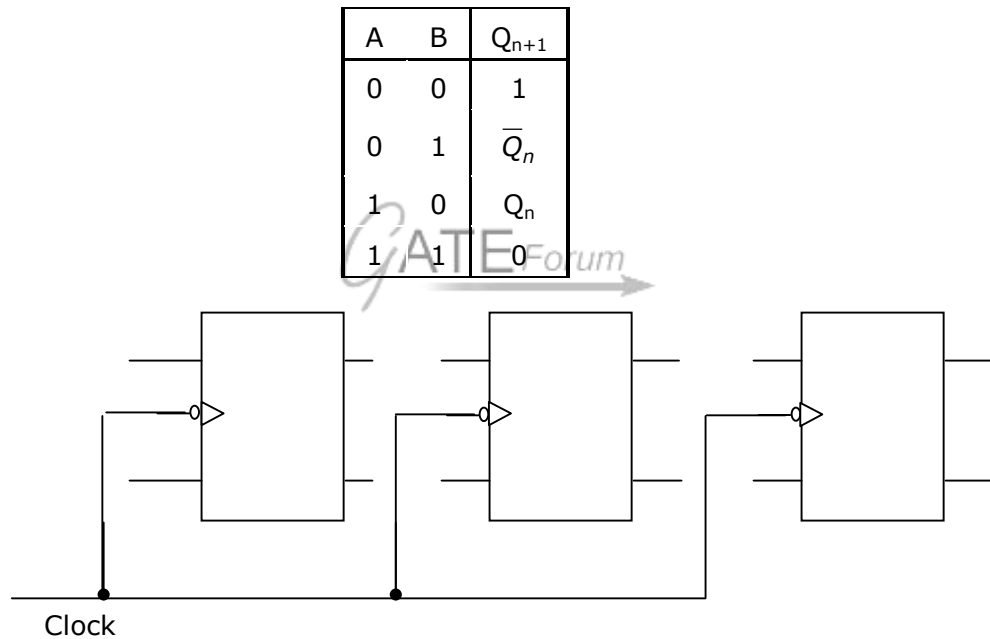 A B Qₙ₊₁
0 0 1
0 1 Q̅ₙ
1 0 Qₙ
1 1 0
GATE Forum
Clock